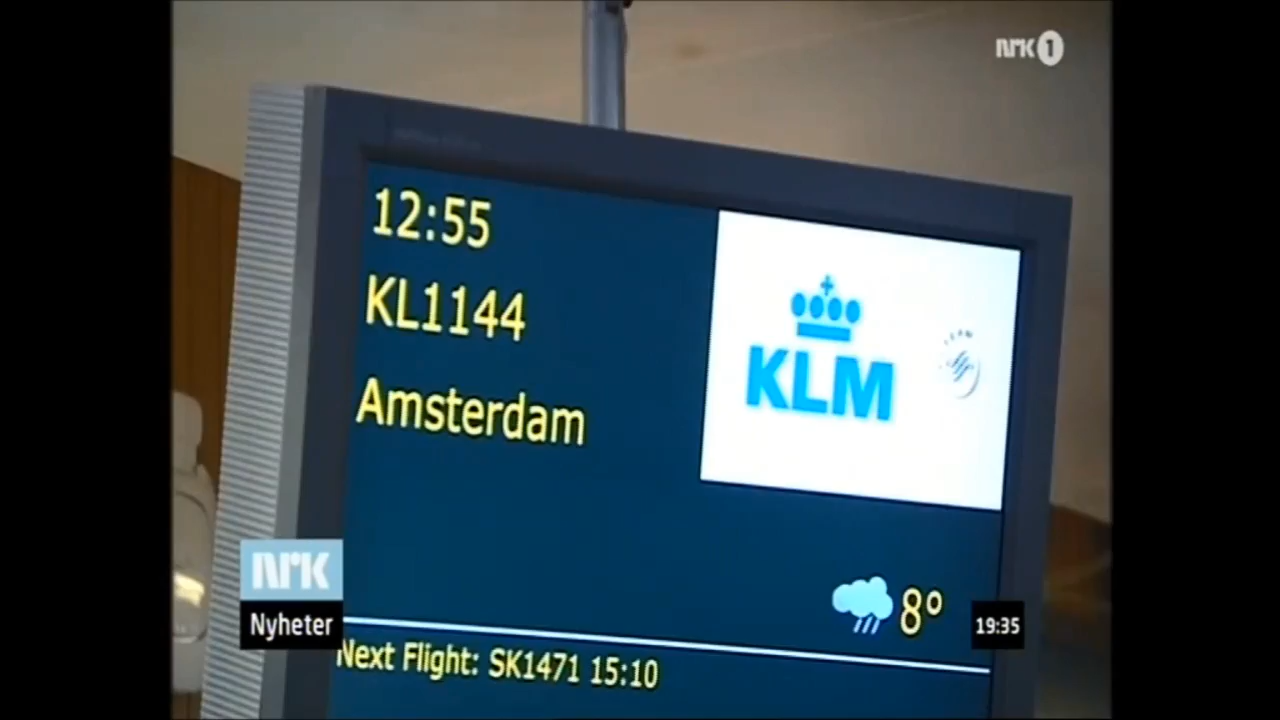 NRK 1
12:55
KL1144
Amsterdam
KLM
8°
NRK
Nyheter
19:35
Next Flight: SK1471 15:10